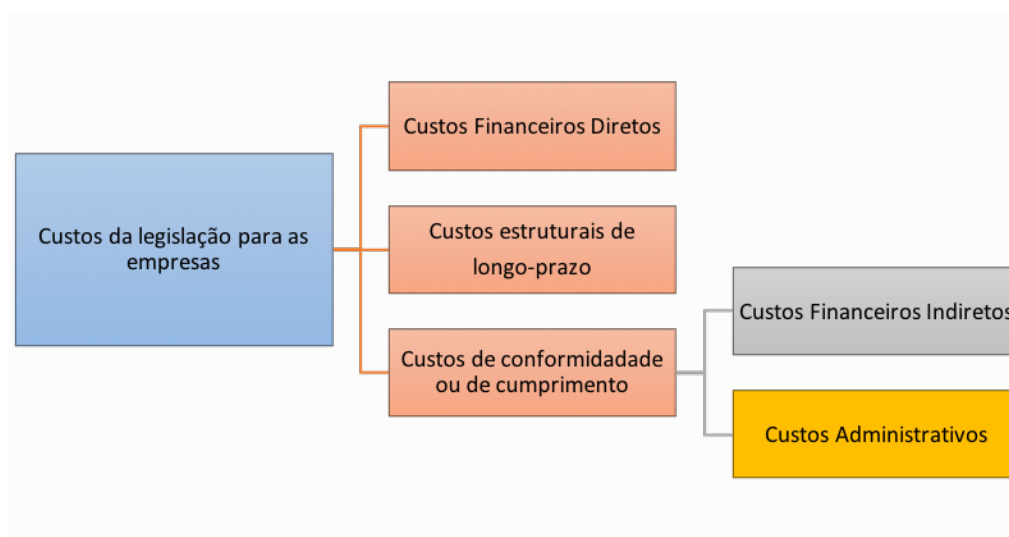 Custos Financeiros Diretos
Custos da legislação para as
empresas
Custos estruturais de
longo-prazo
Custos de conformidadade
ou de cumprimento
Custos Financeiros Indiretos
Custos Administrativos